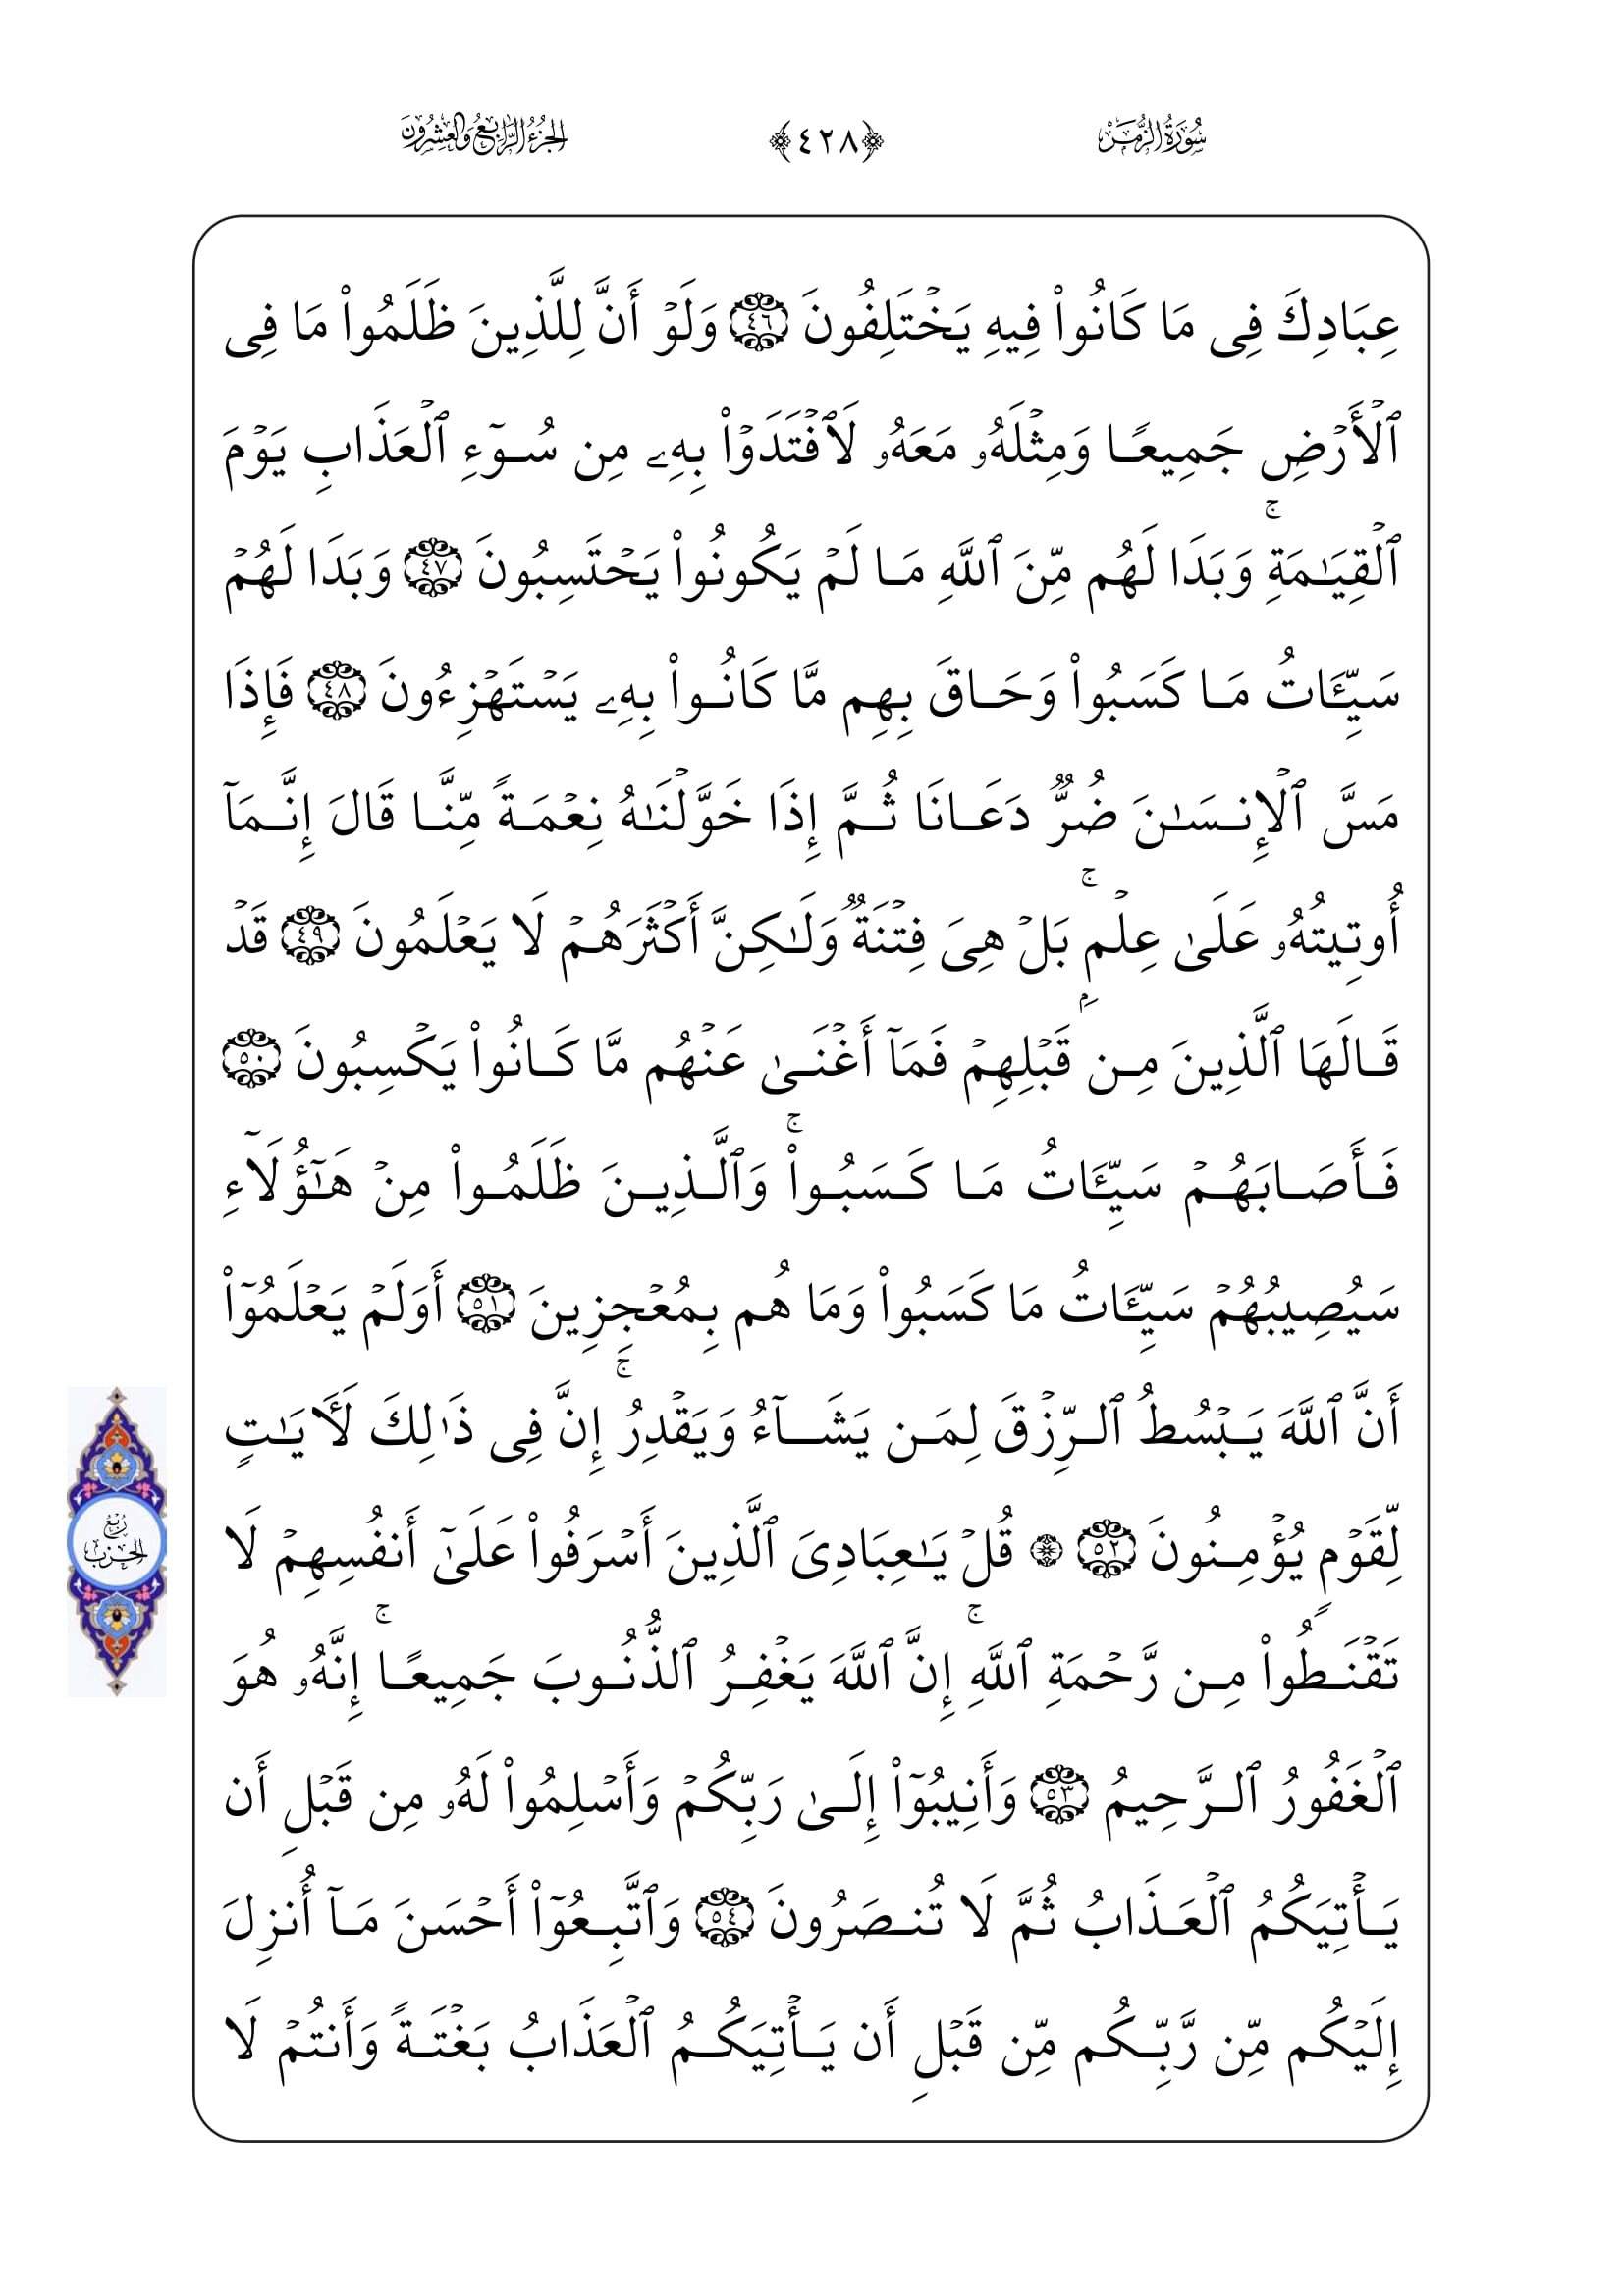 سُورَةُ الزُّمَرْ
﴿٤٢٨﴾
الجُزْءُ الرَّابِعُ وَالعِشْرُونَ
عِبَادِكَ فِى مَا كَانُوا۟ فِيهِ يَخْتَلِفُونَ ٤٦ وَلَوْ أَنَّ لِلَّذِينَ ظَلَمُوا۟ مَا فِى
ٱلْأَرْضِ جَمِيعًا وَمِثْلَهُۥ مَعَهُۥ لَٱفْتَدَوْا۟ بِهِۦ مِن سُوٓءِ ٱلْعَذَابِ يَوْمَ
ٱلْقِيَـٰمَةِ ۚ وَبَدَا لَهُم مِّنَ ٱللَّهِ مَا لَمْ يَكُونُوا۟ يَحْتَسِبُونَ ٤٧ وَبَدَا لَهُمْ
سَيِّـَٔاتُ مَا كَسَبُوا۟ وَحَاقَ بِهِم مَّا كَانُوا۟ بِهِۦ يَسْتَهْزِءُونَ ٤٨ فَإِذَا
مَسَّ ٱلْإِنسَـٰنَ ضُرٌّ دَعَانَا ثُمَّ إِذَا خَوَّلْنَـٰهُ نِعْمَةً مِّنَّا قَالَ إِنَّمَآ
أُوتِيتُهُۥ عَلَىٰ عِلْمٍۭ ۚ بَلْ هِىَ فِتْنَةٌ وَلَـٰكِنَّ أَكْثَرَهُمْ لَا يَعْلَمُونَ ٤٩ قَدْ
قَالَهَا ٱلَّذِينَ مِن قَبْلِهِمْ فَمَآ أَغْنَىٰ عَنْهُم مَّا كَانُوا۟ يَكْسِبُونَ ٥٠
فَأَصَابَهُمْ سَيِّـَٔاتُ مَا كَسَبُوا۟ ۚ وَٱلَّذِينَ ظَلَمُوا۟ مِنْ هَـٰٓؤُلَآءِ
سَيُصِيبُهُمْ سَيِّـَٔاتُ مَا كَسَبُوا۟ وَمَا هُم بِمُعْجِزِينَ ٥١ أَوَلَمْ يَعْلَمُوٓا۟
أَنَّ ٱللَّهَ يَبْسُطُ ٱلرِّزْقَ لِمَن يَشَآءُ وَيَقْدِرُ ۚ إِنَّ فِى ذَٰلِكَ لَـَٔايَـٰتٍ
لِّقَوْمٍ يُؤْمِنُونَ ٥٢ ۞ قُلْ يَـٰعِبَادِىَ ٱلَّذِينَ أَسْرَفُوا۟ عَلَىٰٓ أَنفُسِهِمْ لَا
رُبْعُ
الحِزْب
تَقْنَطُوا۟ مِن رَّحْمَةِ ٱللَّهِ ۚ إِنَّ ٱللَّهَ يَغْفِرُ ٱلذُّنُوبَ جَمِيعًا ۚ إِنَّهُۥ هُوَ
ٱلْغَفُورُ ٱلرَّحِيمُ ٥٣ وَأَنِيبُوٓا۟ إِلَىٰ رَبِّكُمْ وَأَسْلِمُوا۟ لَهُۥ مِن قَبْلِ أَن
يَأْتِيَكُمُ ٱلْعَذَابُ ثُمَّ لَا تُنصَرُونَ ٥٤ وَٱتَّبِعُوٓا۟ أَحْسَنَ مَآ أُنزِلَ
إِلَيْكُم مِّن رَّبِّكُم مِّن قَبْلِ أَن يَأْتِيَكُمُ ٱلْعَذَابُ بَغْتَةً وَأَنتُمْ لَا